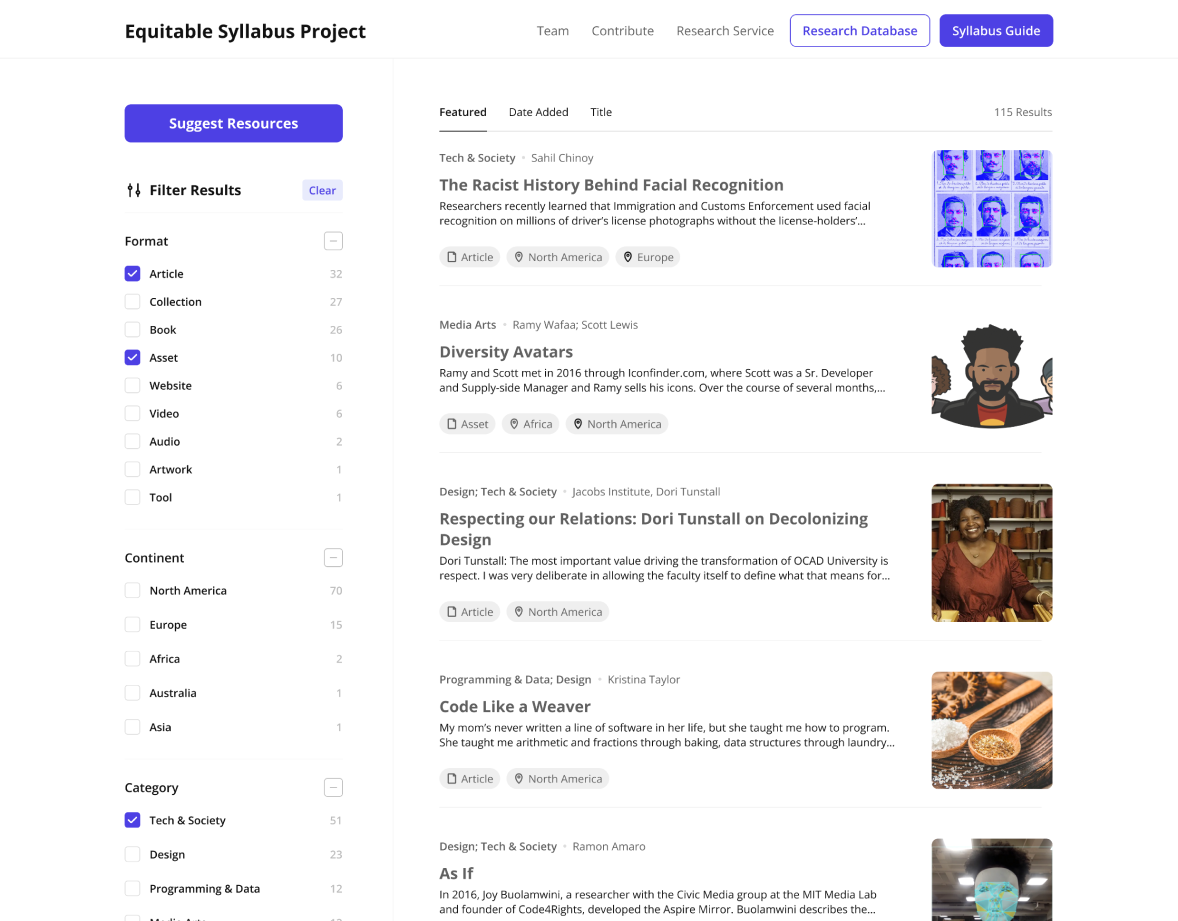 Equitable Syllabus Project
Team
Contribute
Research Service
Research Database
Syllabus Guide
Suggest Resources
Filter Results
Clear
Format
Article 32
Collection 27
Book 26
Asset 10
Website 6
Video 6
Audio 2
Artwork 1
Tool 1
Continent
North America 70
Europe 15
Africa 2
Australia 1
Asia 1
Category
Tech & Society 51
Design 23
Programming & Data 12
Featured
Date Added
Title
115 Results
Tech & Society • Sahil Chinoy
The Racist History Behind Facial Recognition
Researchers recently learned that Immigration and Customs Enforcement used facial
recognition on millions of driver’s license photographs without the license-holders’...
Article
North America
Europe
Media Arts • Ramy Wafaa; Scott Lewis
Diversity Avatars
Ramy and Scott met in 2016 through Iconfinder.com, where Scott was a Sr. Developer
and Supply-side Manager and Ramy sells his icons. Over the course of several months,...
Asset
Africa
North America
Design; Tech & Society • Jacobs Institute, Dori Tunstall
Respecting our Relations: Dori Tunstall on Decolonizing
Design
Dori Tunstall: The most important value driving the transformation of OCAD University is
respect. I was very deliberate in allowing the faculty itself to define what that means for...
Article
North America
Programming & Data; Design • Kristina Taylor
Code Like a Weaver
My mom’s never written a line of software in her life, but she taught me how to program.
She taught me arithmetic and fractions through baking, data structures through laundry...
Article
North America
Design; Tech & Society • Ramon Amaro
As If
In 2016, Joy Buolamwini, a researcher with the Civic Media group at the MIT Media Lab
and founder of Code4Rights, developed the Aspire Mirror. Buolamwini describes the...